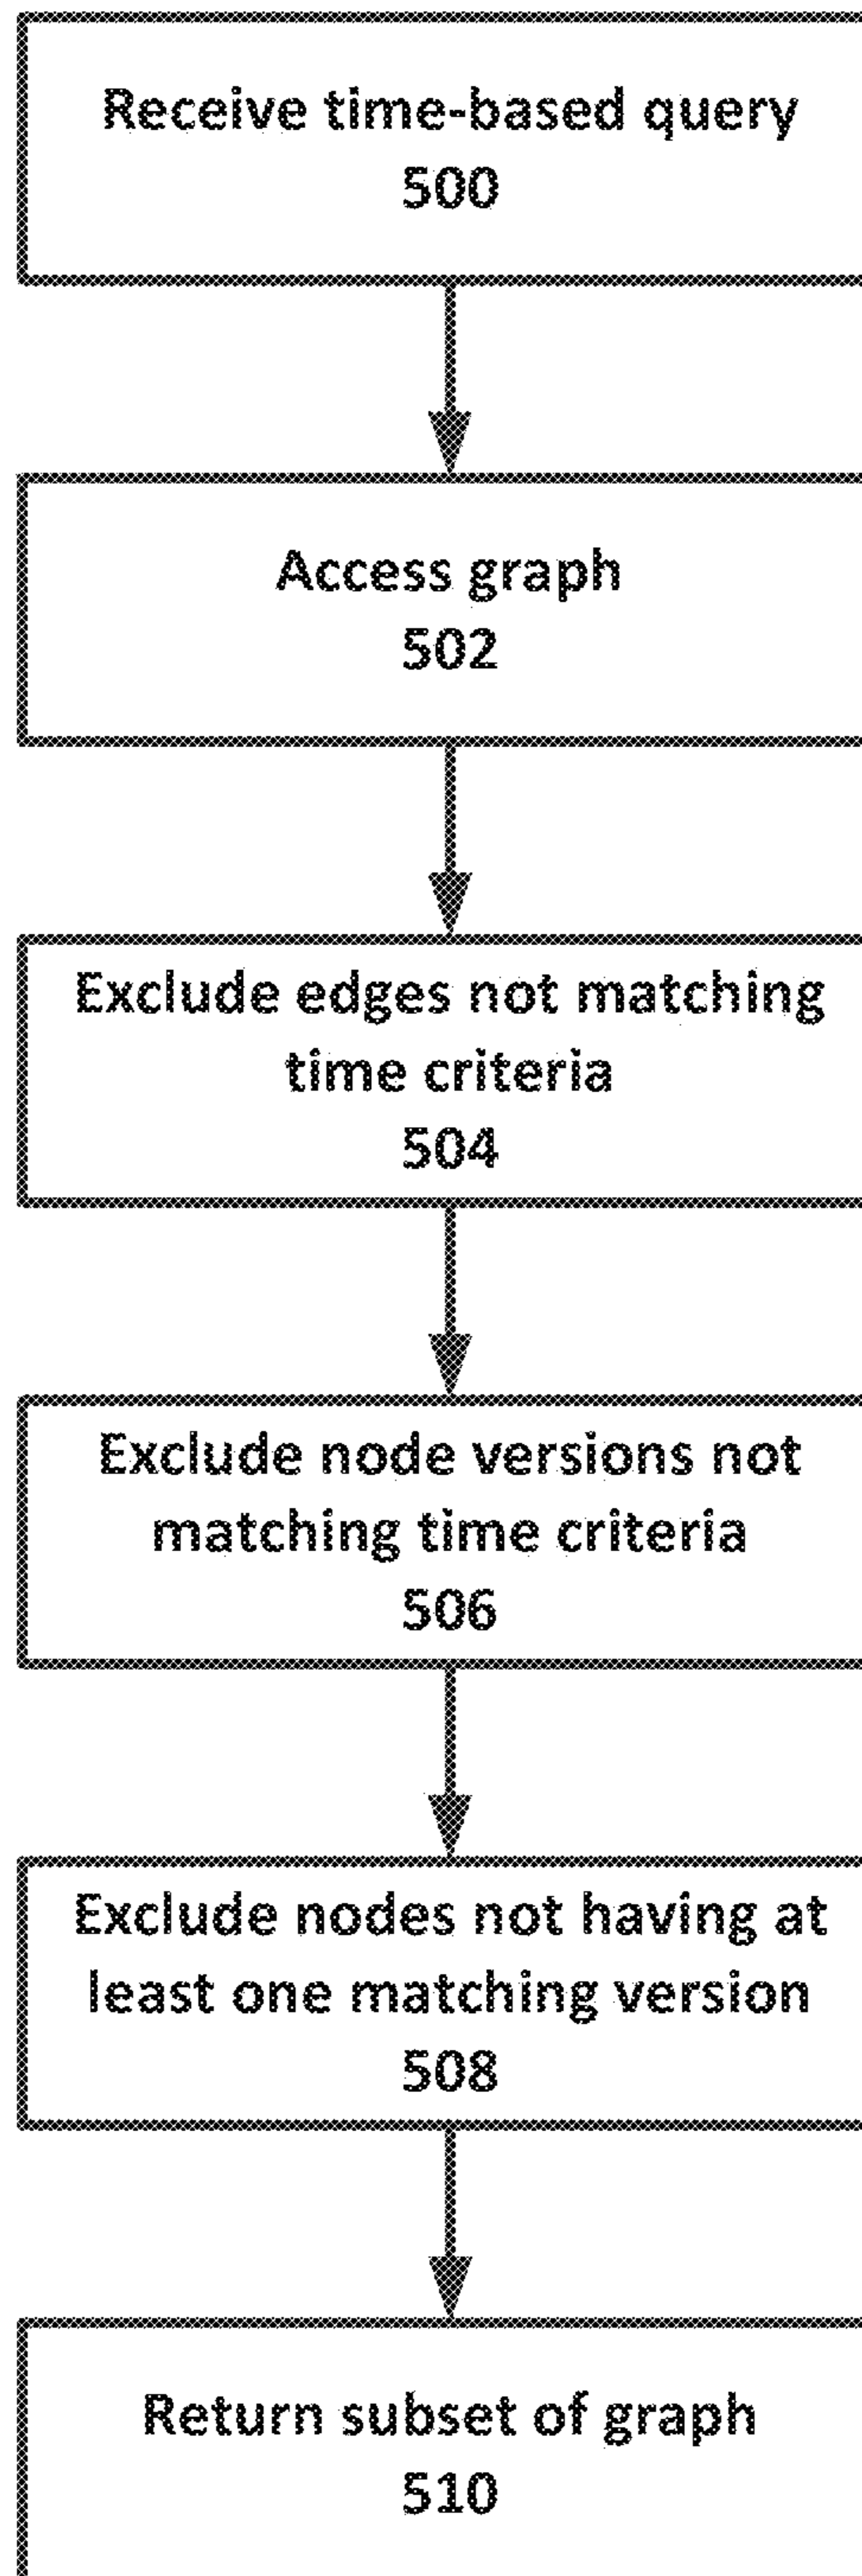 Receive time-based query
500
Access graph
502
Exclude edges not matching
time criteria
504
Exclude node versions not
matching time criteria
506
Exclude nodes not having at
least one matching version
508
Return subset of graph
510